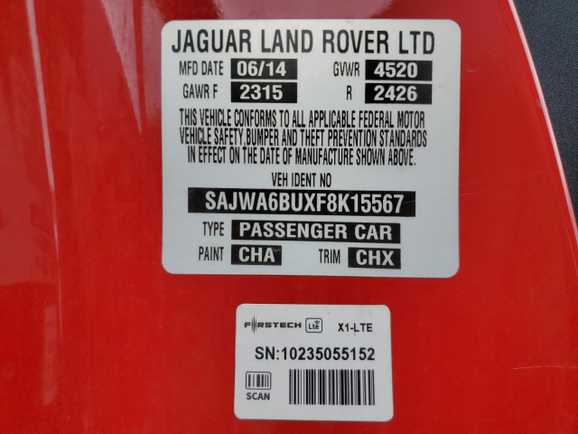 JAGUAR LAND ROVER LTD
MFD DATE 06/14 GVWR 4520
GAWR F 2315 R 2426
THIS VEHICLE CONFORMS TO ALL APPLICABLE FEDERAL MOTOR
VEHICLE SAFETY, BUMPER AND THEFT PREVENTION STANDARDS
IN EFFECT ON THE DATE OF MANUFACTURE SHOWN ABOVE.
VEH IDENT NO
SAJWA6BUXF8K15567
TYPE PASSENGER CAR
PAINT CHA TRIM CHX
FIRSTECH LTE X1-LTE
SN:10235055152
SCAN